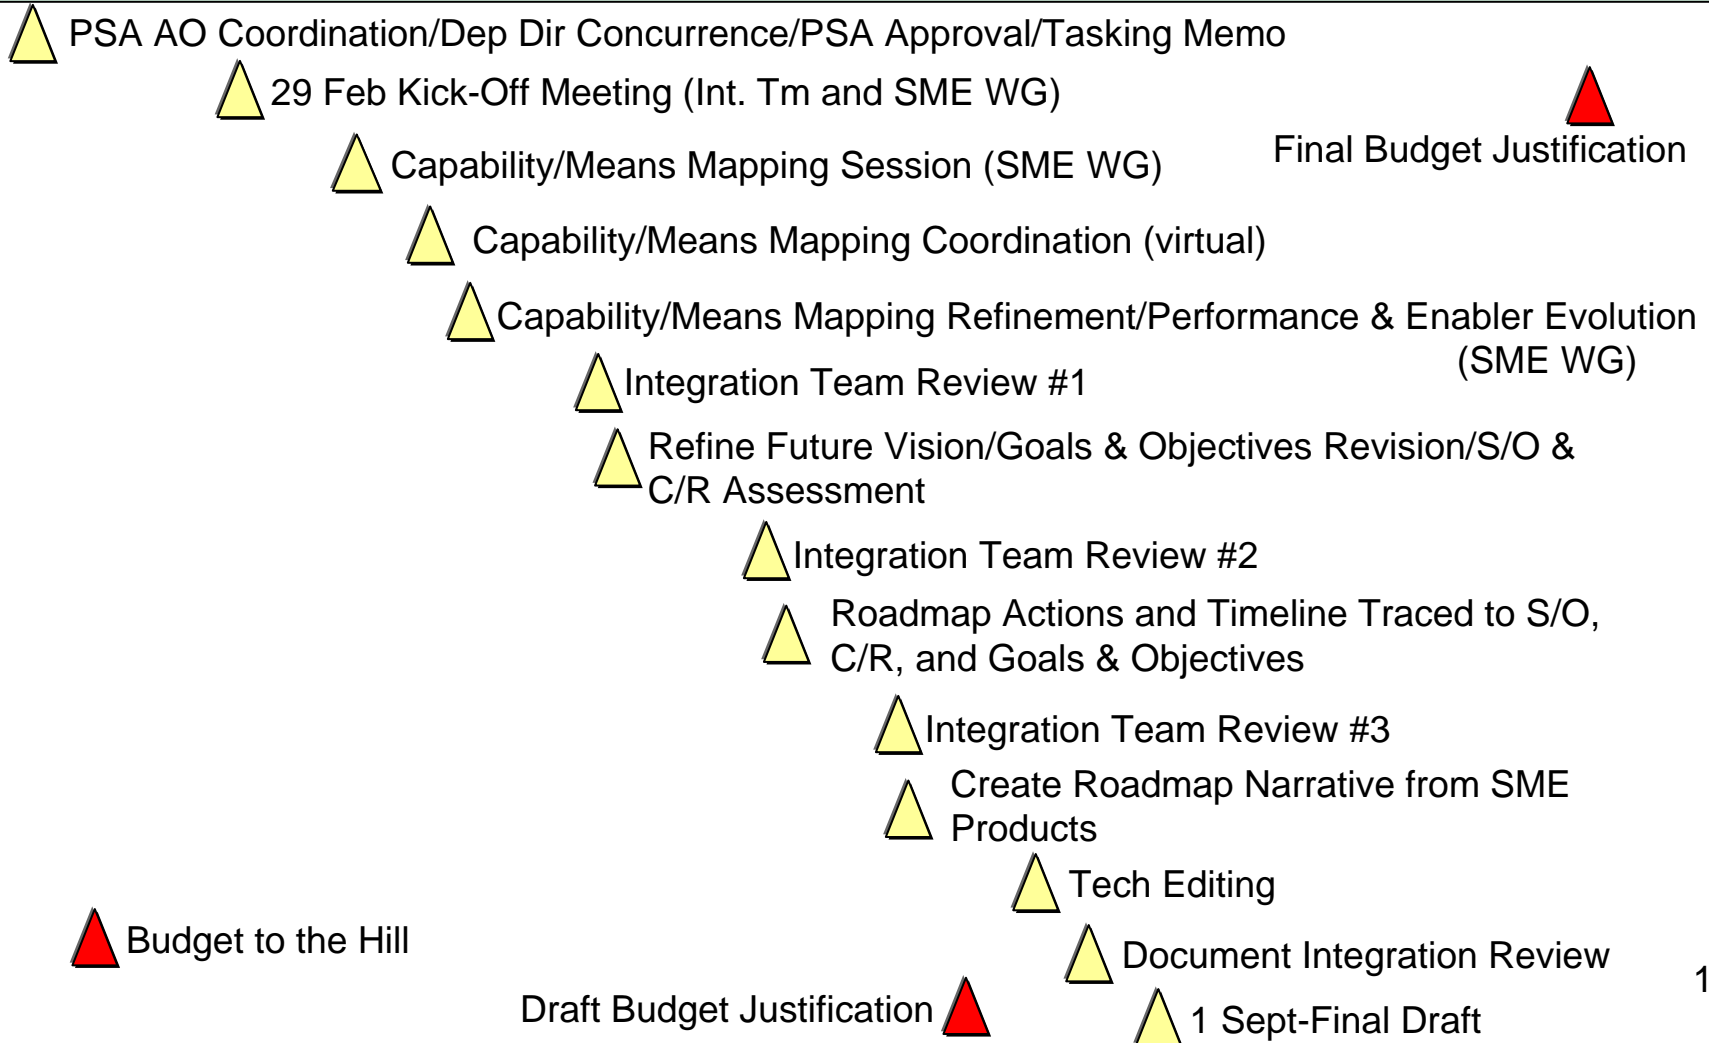 PSA AO Coordination/Dep Dir Concurrence/PSA Approval/Tasking Memo
29 Feb Kick-Off Meeting (Int. Tm and SME WG)
Final Budget Justification
Capability/Means Mapping Session (SME WG)
Capability/Means Mapping Coordination (virtual)
Capability/Means Mapping Refinement/Performance & Enabler Evolution
(SME WG)
Integration Team Review #1
Refine Future Vision/Goals & Objectives Revision/S/O &
C/R Assessment
Integration Team Review #2
Roadmap Actions and Timeline Traced to S/O,
C/R, and Goals & Objectives
Integration Team Review #3
Create Roadmap Narrative from SME
Products
Tech Editing
Budget to the Hill
Document Integration Review
1
Draft Budget Justification
1 Sept-Final Draft